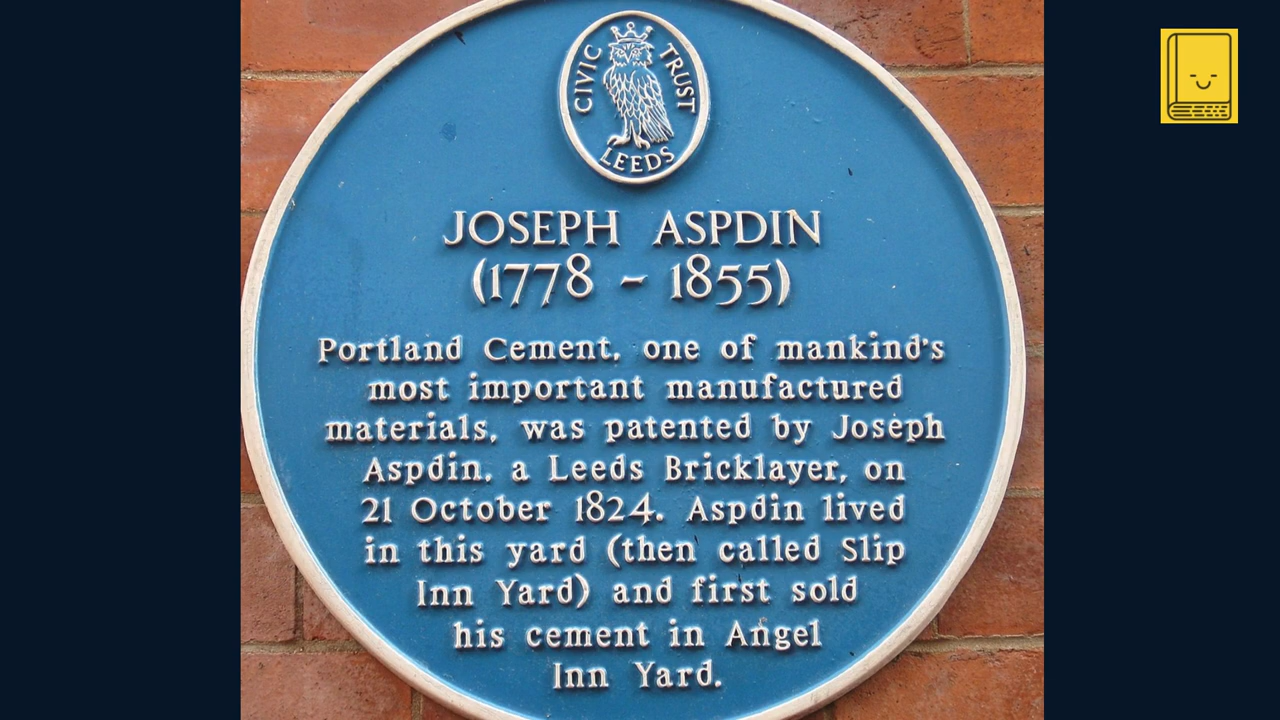 CIVIC TRUST
LEEDS
JOSEPH ASPDIN
(1778 - 1855)
Portland Cement, one of mankind's
most important manufactured
materials, was patented by Joseph
Aspdin, a Leeds Bricklayer, on
21 October 1824. Aspdin lived
in this yard (then called Slip
Inn Yard) and first sold
his cement in Angel
Inn Yard.